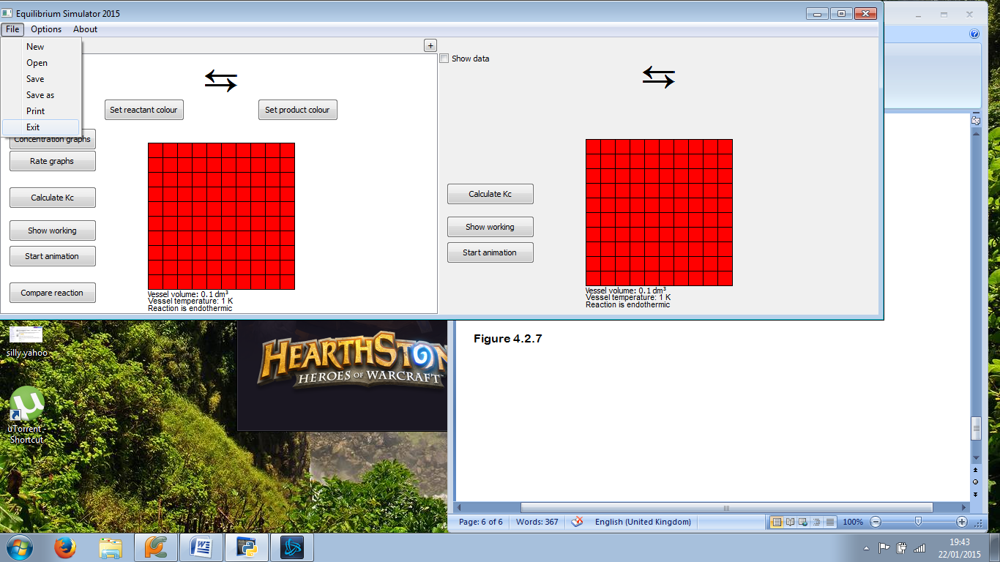 Equilibrium Simulator 2015
File Options About
New
Open
Save
Save as
Print
Exit
+
Show data
⇆
⇆
Set reactant colour
Set product colour
Concentration graphs
Rate graphs
Calculate Kc
Show working
Start animation
Compare reaction
Vessel volume: 0.1 dm³
Vessel temperature: 1 K
Reaction is endothermic
Calculate Kc
Show working
Start animation
Vessel volume: 0.1 dm³
Vessel temperature: 1 K
Reaction is endothermic
silly yahoo
uTorrent -
Shortcut
HEARTHSTON
HEROES OF WARCRAFT
Figure 4.2.7
Page: 6 of 6 Words: 367 English (United Kingdom) 100%
19:43
22/01/2015